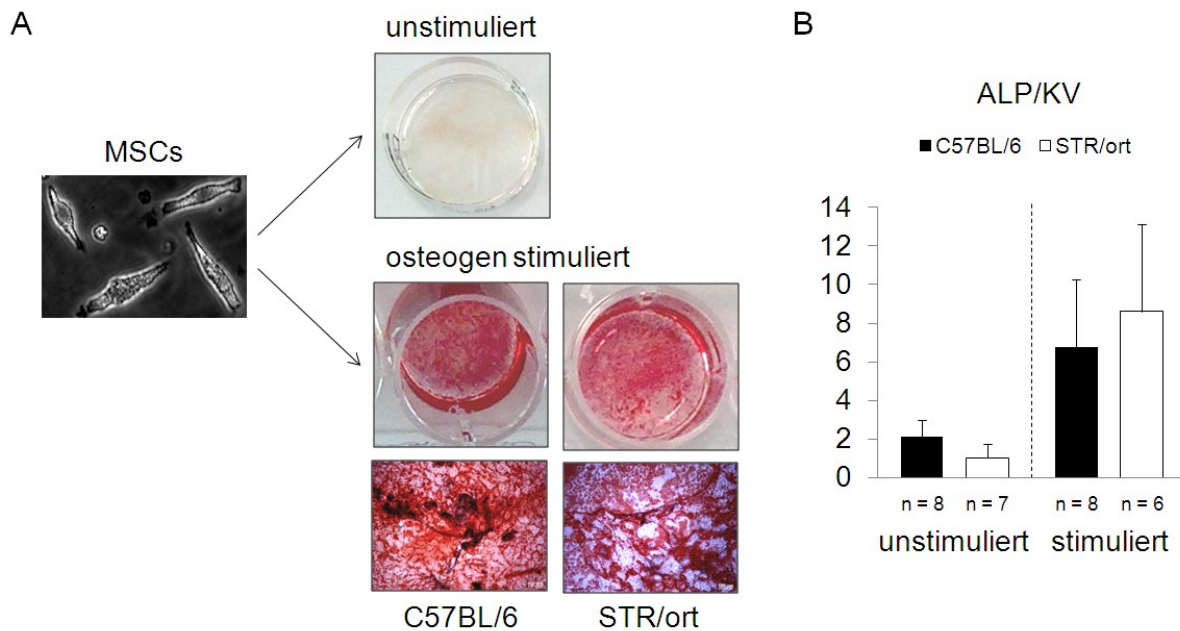 A
unstimuliert
MSCs
osteogen stimuliert
C57BL/6 STR/ort
B
ALP/KV
C57BL/6 STR/ort
14
12
10
8
6
4
2
0
n = 8 n = 7 n = 8 n = 6
unstimuliert stimuliert